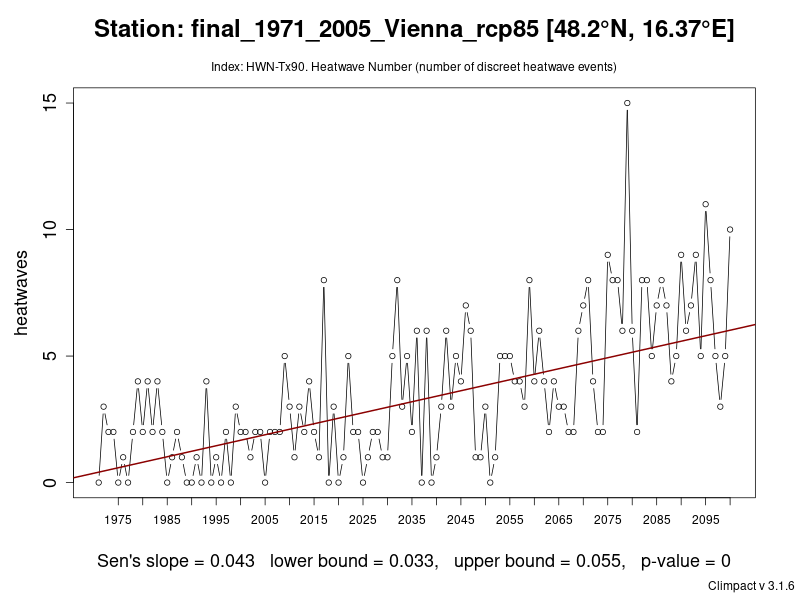 Station: final_1971_2005_Vienna_rcp85 [48.2°N, 16.37°E]
Index: HWN-Tx90. Heatwave Number (number of discreet heatwave events)
15
10
5
0
heatwaves
1975 1985 1995 2005 2015 2025 2035 2045 2055 2065 2075 2085 2095
Sen's slope = 0.043 lower bound = 0.033, upper bound = 0.055, p-value = 0
Climpact v 3.1.6